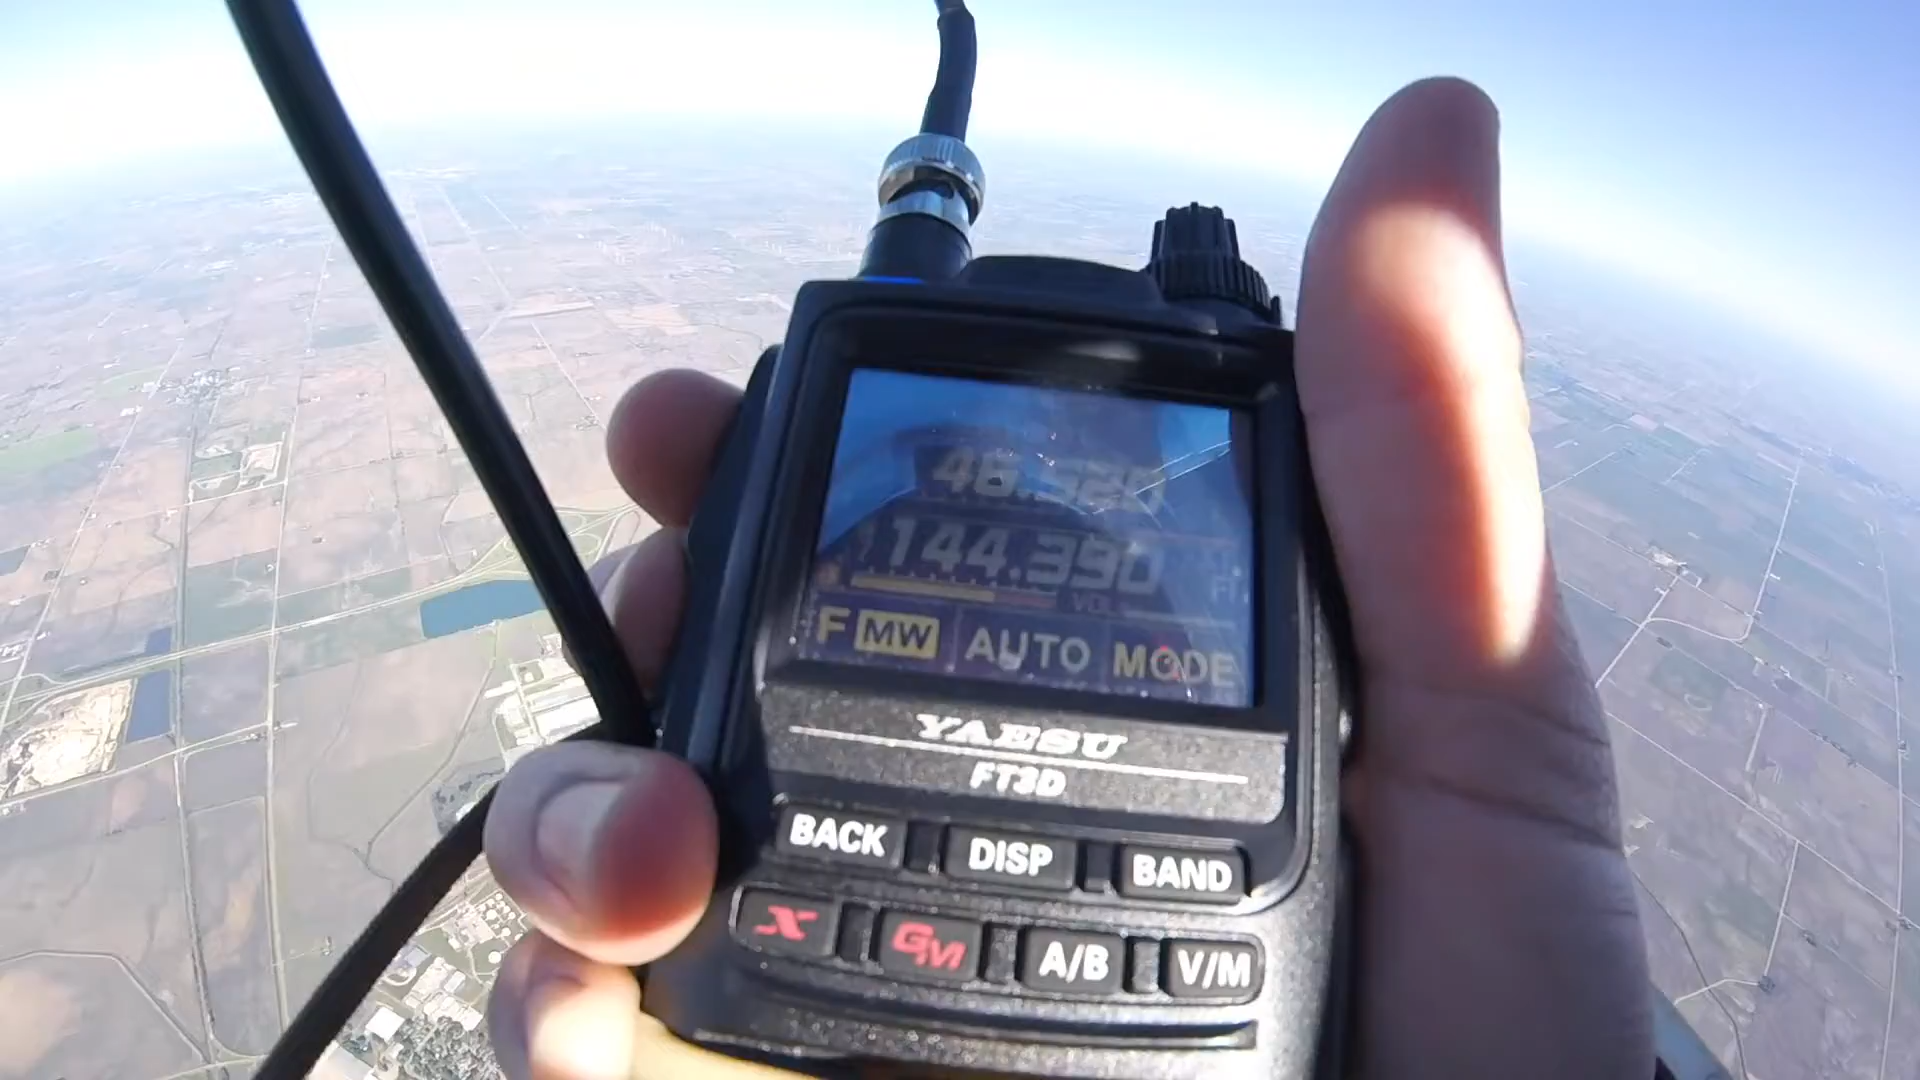 46.520
144.390
VOL
F MW AUTO MODE
YAESU
FT3D
BACK DISP BAND
X GM A/B V/M